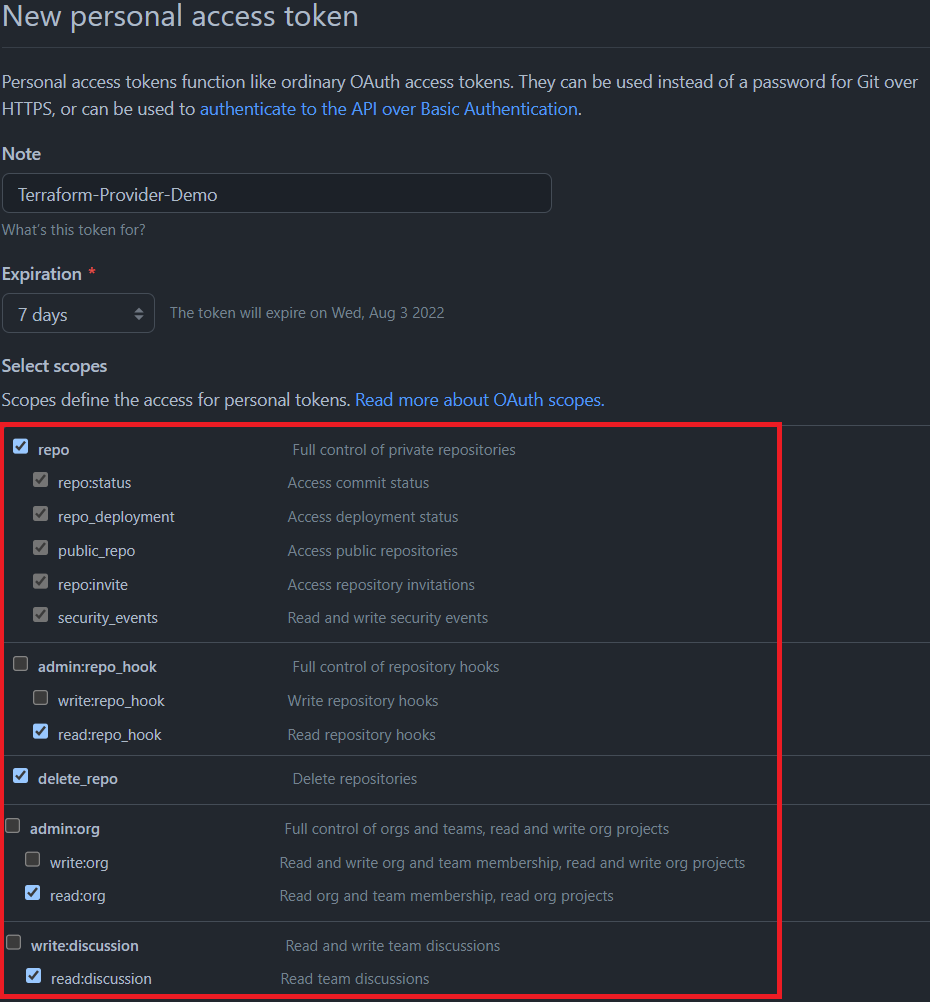 New personal access token
Personal access tokens function like ordinary OAuth access tokens. They can be used instead of a password for Git over
HTTPS, or can be used to authenticate to the API over Basic Authentication.
Note
Terraform-Provider-Demo
What's this token for?
Expiration *
7 days The token will expire on Wed, Aug 3 2022
Select scopes
Scopes define the access for personal tokens. Read more about OAuth scopes.
repo Full control of private repositories
repo:status Access commit status
repo_deployment Access deployment status
public_repo Access public repositories
repo:invite Access repository invitations
security_events Read and write security events
admin:repo_hook Full control of repository hooks
write:repo_hook Write repository hooks
read:repo_hook Read repository hooks
delete_repo Delete repositories
admin:org Full control of orgs and teams, read and write org projects
write:org Read and write org and team membership, read and write org projects
read:org Read org and team membership, read org projects
write:discussion Read and write team discussions
read:discussion Read team discussions